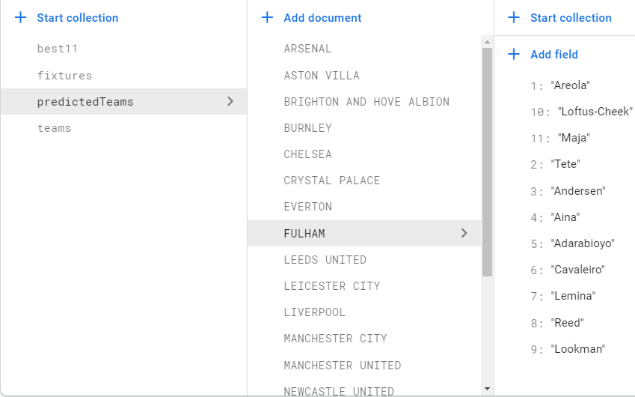 + Start collection
best11
fixtures
predictedTeams
teams
+ Add document
ARSENAL
ASTON VILLA
BRIGHTON AND HOVE ALBION
BURNLEY
CHELSEA
CRYSTAL PALACE
EVERTON
FULHAM
LEEDS UNITED
LEICESTER CITY
LIVERPOOL
MANCHESTER CITY
MANCHESTER UNITED
NEWCASTLE UNITED
+ Start collection
+ Add field
1: "Areola"
10: "Loftus-Cheek"
11: "Maja"
2: "Tete"
3: "Andersen"
4: "Aina"
5: "Adarabioyo"
6: "Cavaleiro"
7: "Lemina"
8: "Reed"
9: "Lookman"